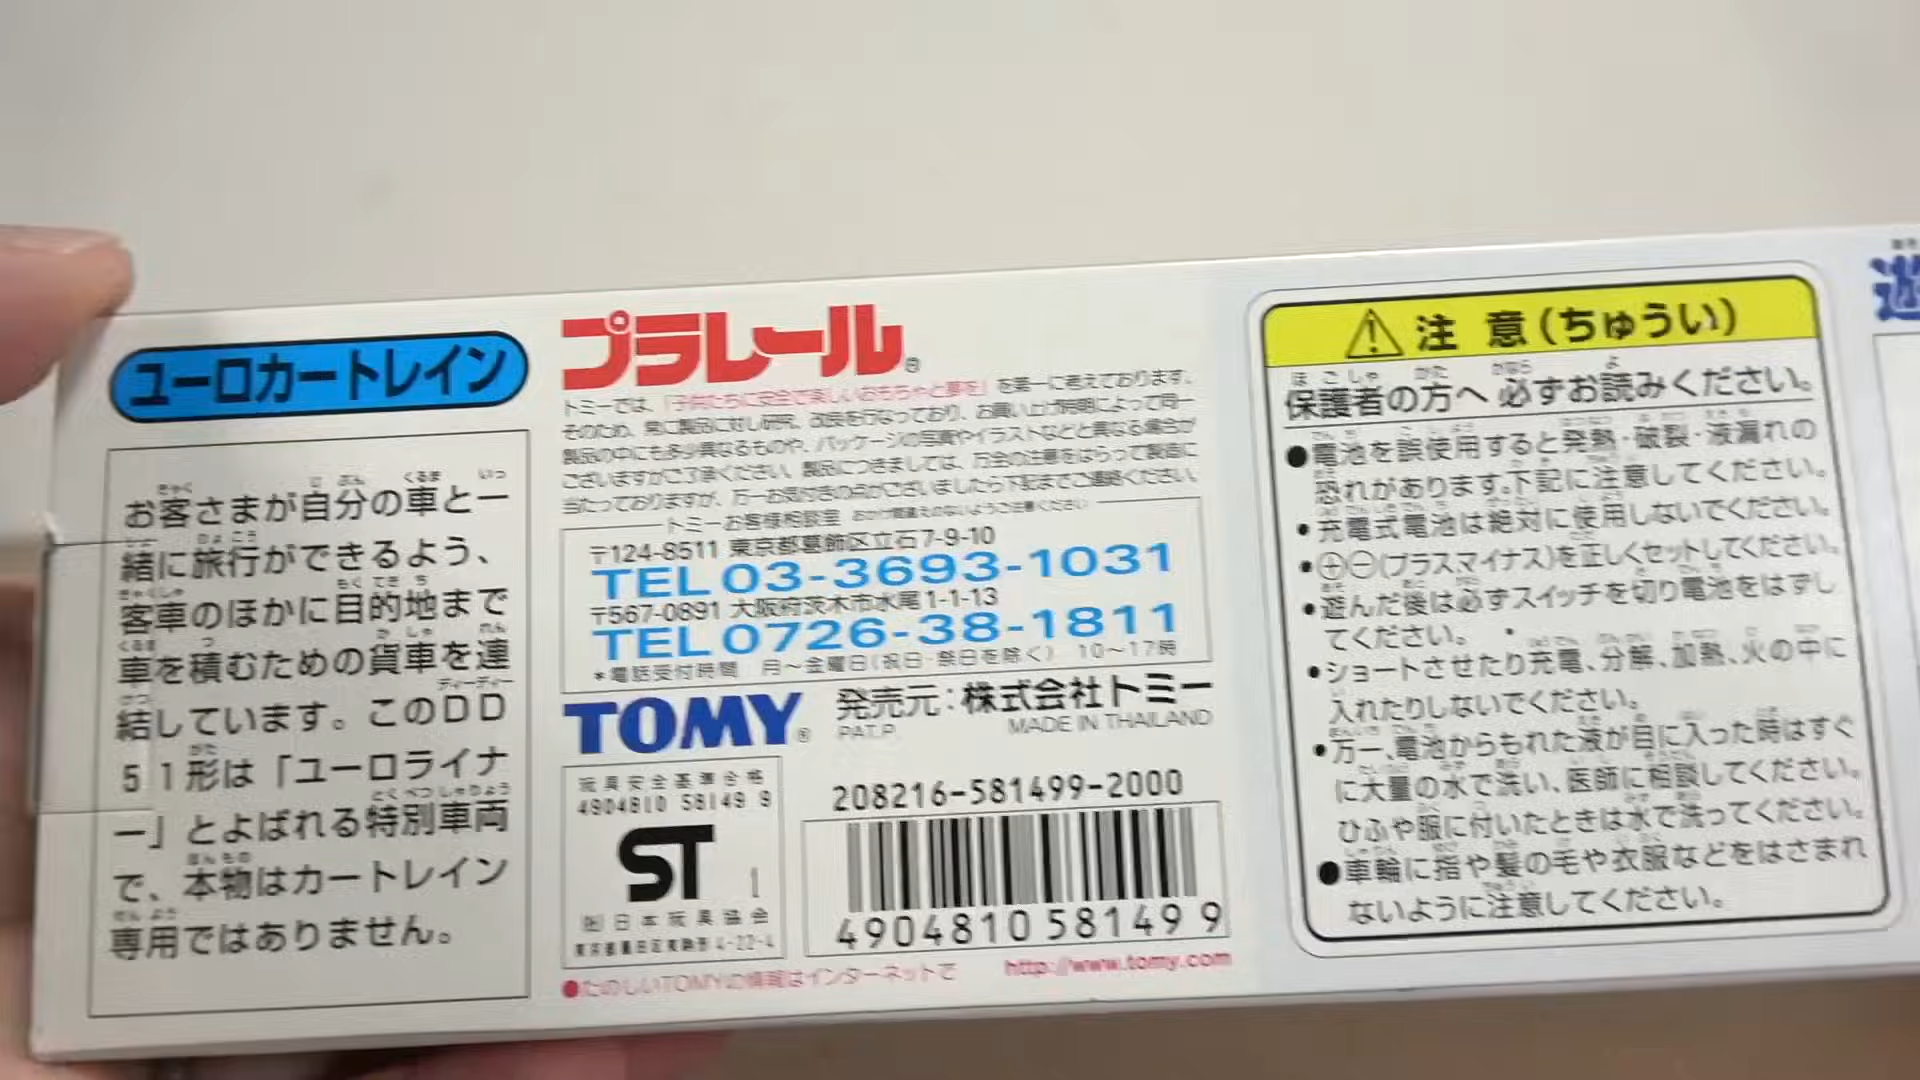 ユーロカートレイン
お客さまが自分の車と一
緒に旅行ができるよう、
客車のほかに目的地まで
車を積むための貨車を連
結しています。このDD
51形は「ユーロライナ
ー」とよばれる特別車両
で、本物はカートレイン
専用ではありません。
プラレール®
トミーでは、「子供たちに安全で楽しいおもちゃと夢を」を第一に考えております。
そのため、常に製品に対し研究、改良を行なっており、お買い上げ時期によって同一
製品の中にも多少異なるものや、パッケージの写真やイラストなどと異なる場合が
ございますがご了承ください。製品につきましては、万全の注意をはらって製造に
当たっておりますが、万一お気付きの点がございましたら下記までご連絡ください。
トミーお客様相談室 おかけ間違えのないようご注意ください
〒124-8511 東京都葛飾区立石7-9-10
TEL 03-3693-1031
〒567-0891 大阪府茨木市水尾1-1-13
TEL 0726-38-1811
*電話受付時間 月〜金曜日(祝日・祭日を除く) 10〜17時
TOMY®
発売元:株式会社トミー
PAT.P. MADE IN THAILAND
玩具安全基準合格
4904810 58149 9
ST
1
㈳日本玩具協会
208216-581499-2000
4904810 581499
●たのしいTOMYの情報はインターネットで http://www.tomy.com
⚠注 意(ちゅうい)
保護者の方へ 必ずお読みください。
●電池を誤使用すると発熱・破裂・液漏れの
恐れがあります。下記に注意してください。
•充電式電池は絶対に使用しないでください。
•⊕⊖(プラスマイナス)を正しくセットしてください。
•遊んだ後は必ずスイッチを切り電池をはずし
てください。
•ショートさせたり充電、分解、加熱、火の中に
入れたりしないでください。
•万一、電池からもれた液が目に入った時はすぐ
に大量の水で洗い、医師に相談してください。
ひふや服に付いたときは水で洗ってください。
●車輪に指や髪の毛や衣服などをはさまれ
ないように注意してください。
遊